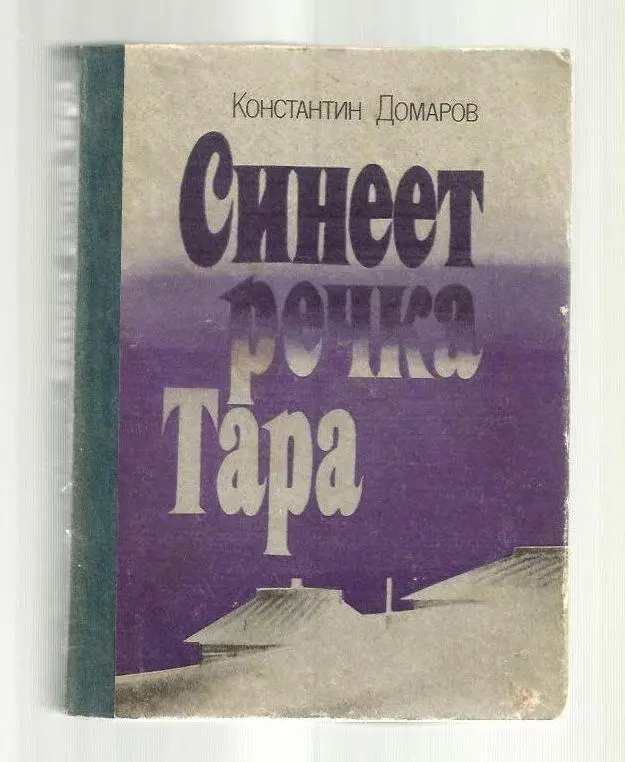 Константин Домаров
Синеет
речка
Тара